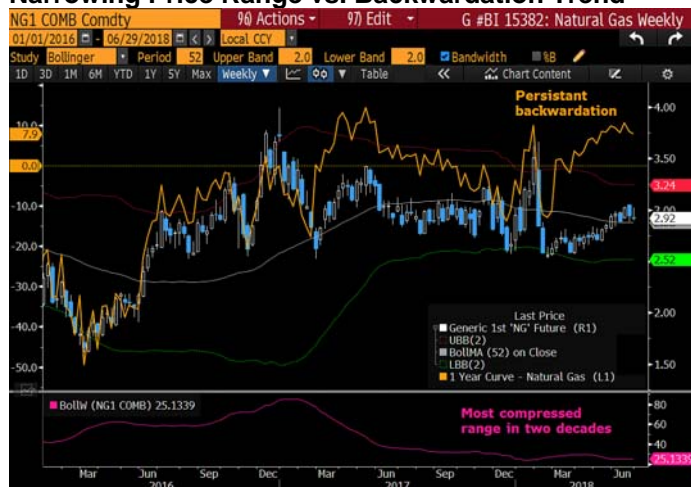 Narrowing Price Range vs. Backwardation Trend
NG1 COMB Comdty 90 Actions 97) Edit G #BI 15382: Natural Gas Weekly
01/01/2016 - 06/29/2018 Local CCY
Study Bollinger Period 52 Upper Band 2.0 Lower Band 2.0 Bandwidth %B
1D 3D 1M 6M YTD 1Y 5Y Max Weekly ▼ Table « Chart Content
Persistant
backwardation
4.00
10.0
7.9
3.50
0.0
3.24
-10.0
3.00
2.92
-20.0
2.52
-30.0
2.00
-40.0
1.50
-50.0
Last Price
Generic 1st 'NG' Future (R1)
UBB(2)
BollMA (52) on Close
LBB(2)
1 Year Curve - Natural Gas (L1)
BollW (NG1 COMB) 25.1339
Most compressed
range in two decades
80
60
40
25.1339
Mar Jun Sep Dec Mar Jun Sep Dec Mar Jun
2016 2017 2018